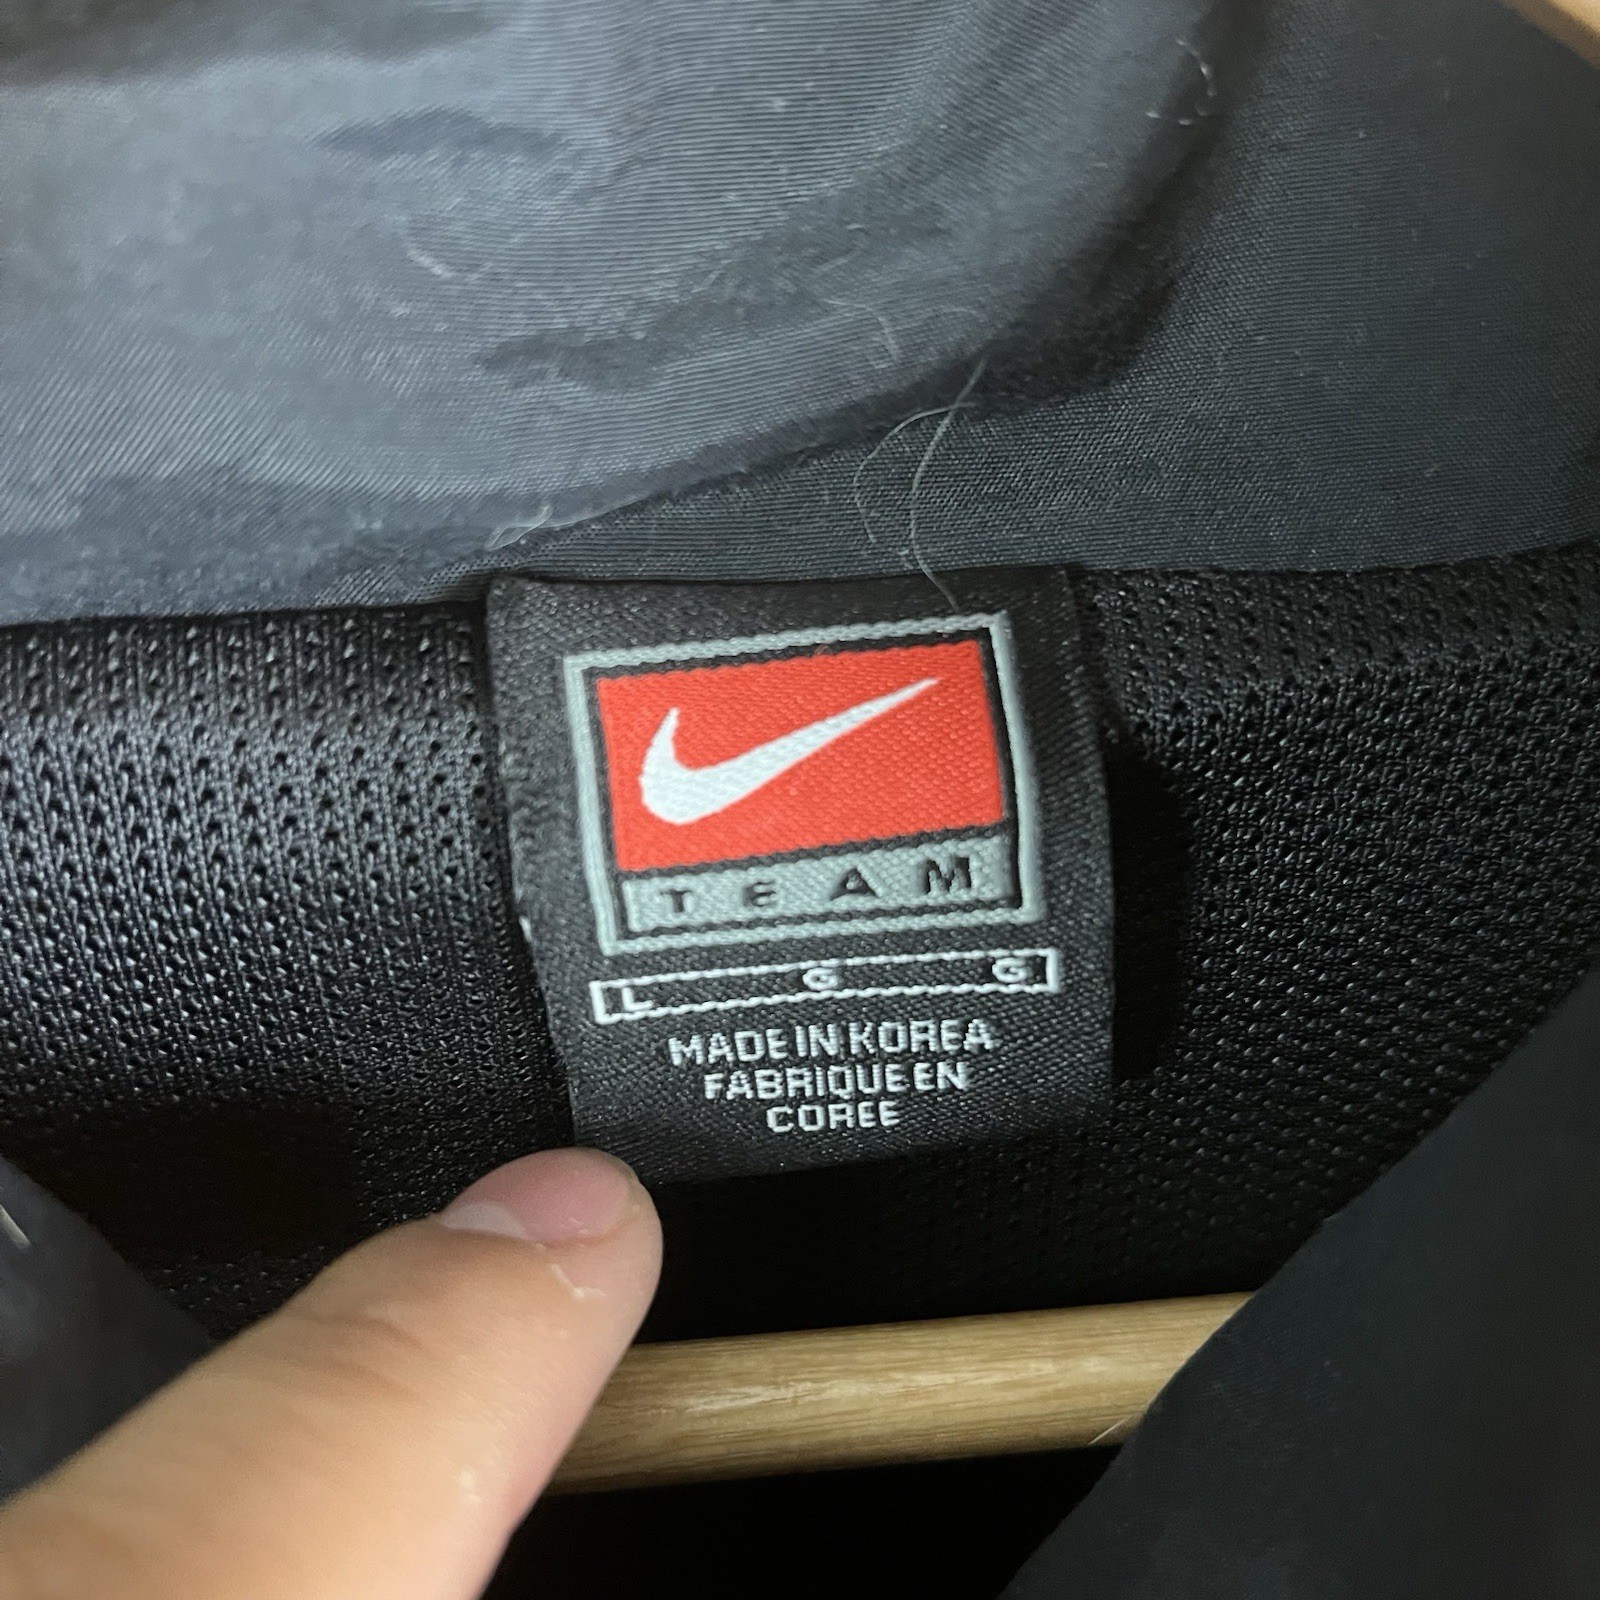 TEAM
L G G
MADE IN KOREA
FABRIQUE EN
COREE